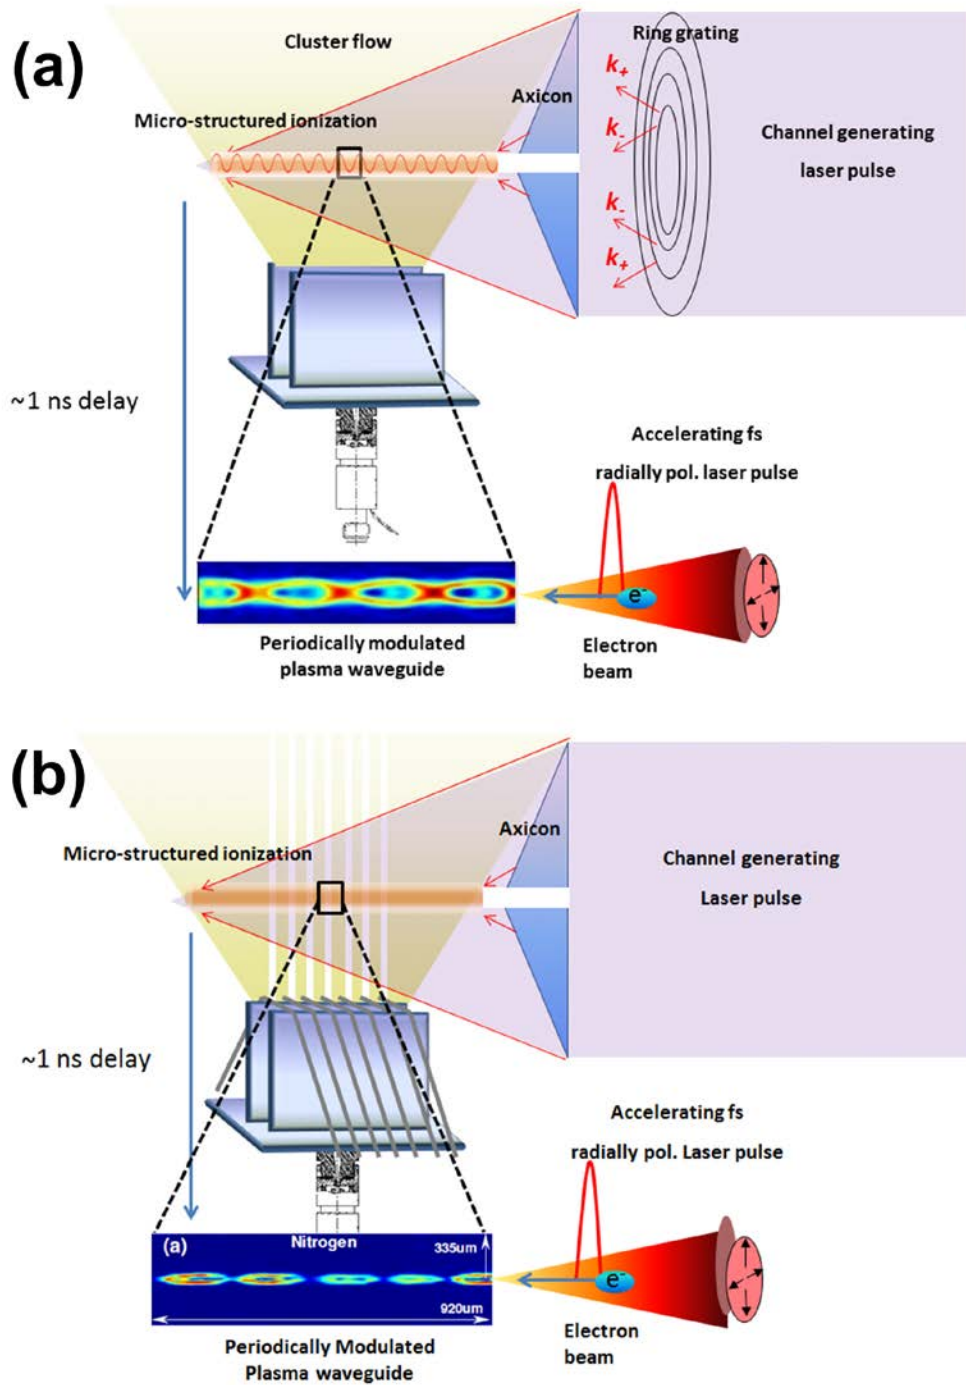 (a)
Cluster flow
Ring grating
k+
Axicon
Micro-structured ionization
k-
Channel generating
laser pulse
k-
k+
~1 ns delay
Accelerating fs
radially pol. laser pulse
e-
Periodically modulated
plasma waveguide
Electron
beam
(b)
Axicon
Micro-structured ionization
Channel generating
Laser pulse
~1 ns delay
Accelerating fs
radially pol. Laser pulse
(a)
Nitrogen
335um
e-
920um
Periodically Modulated
Plasma waveguide
Electron
beam